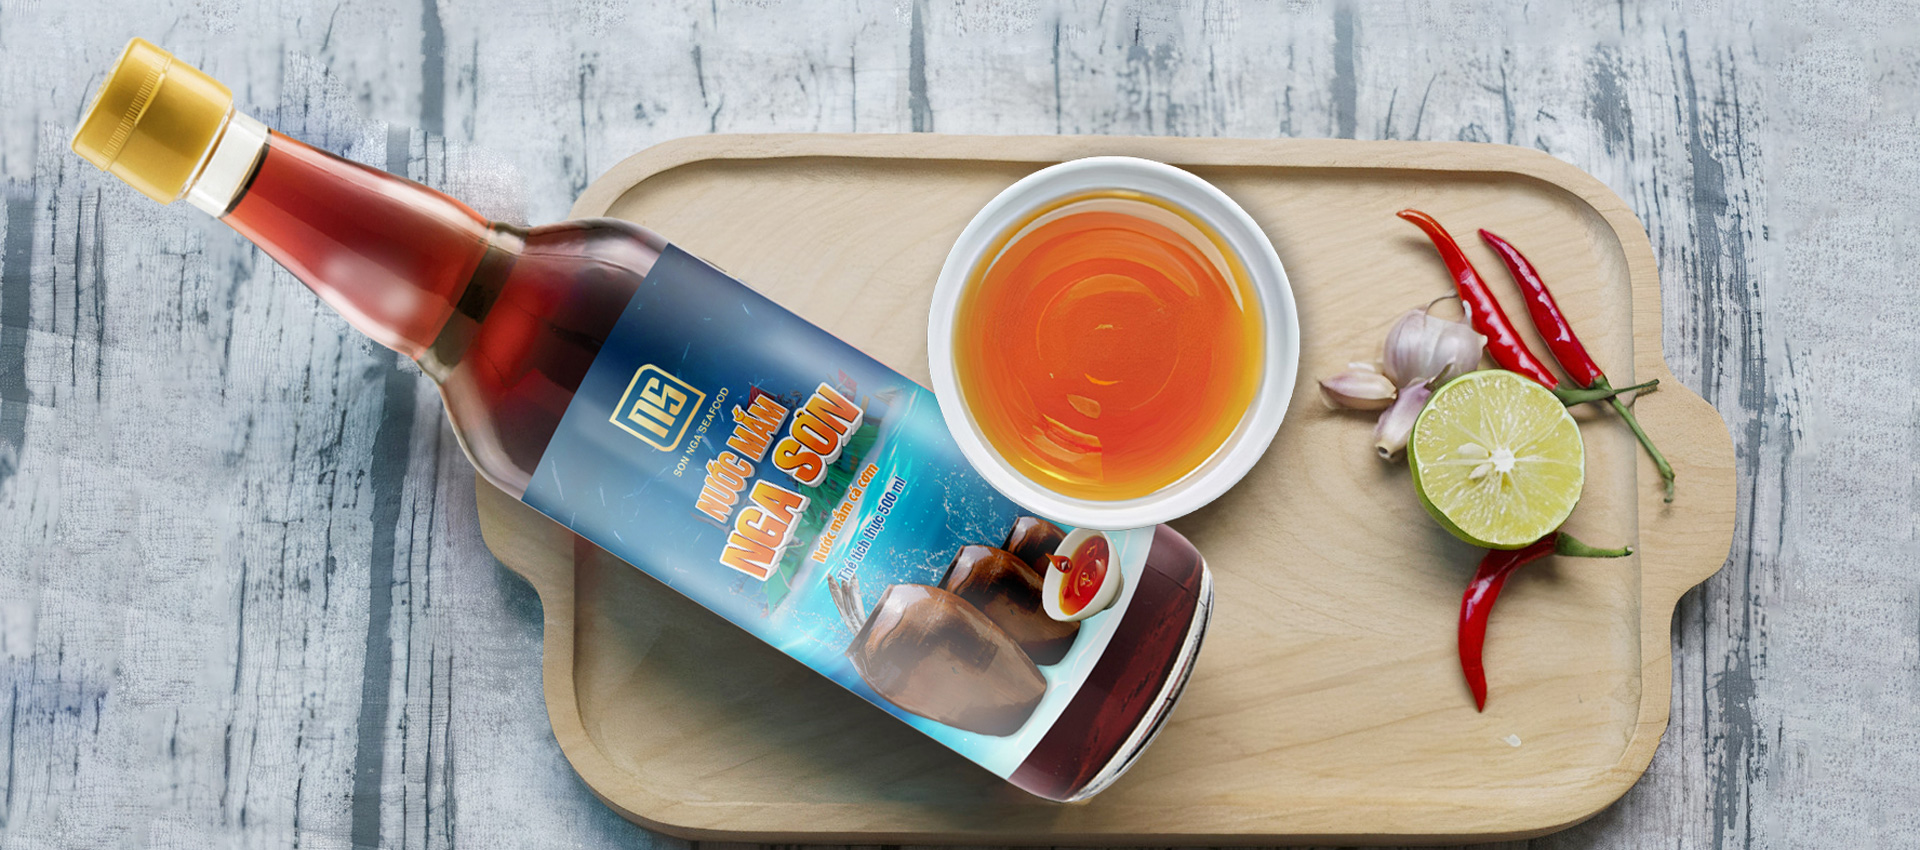 NS
SON NGA SEAFOOD
NƯỚC MẮM
NGA SƠN
Nước mắm cá cơm
Thể tích thực 500 ml